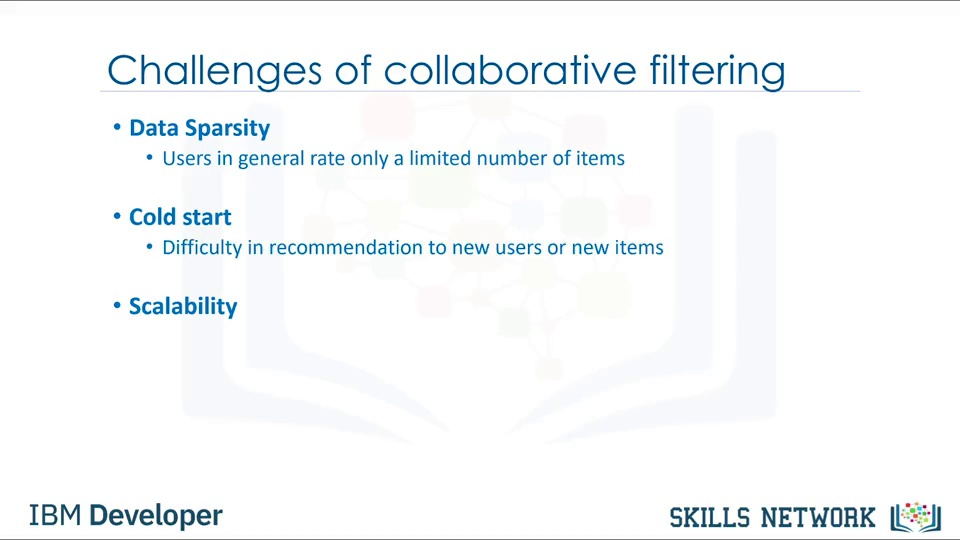 Challenges of collaborative filtering
• Data Sparsity
• Users in general rate only a limited number of items
• Cold start
• Difficulty in recommendation to new users or new items
• Scalability
IBM Developer
SKILLS NETWORK